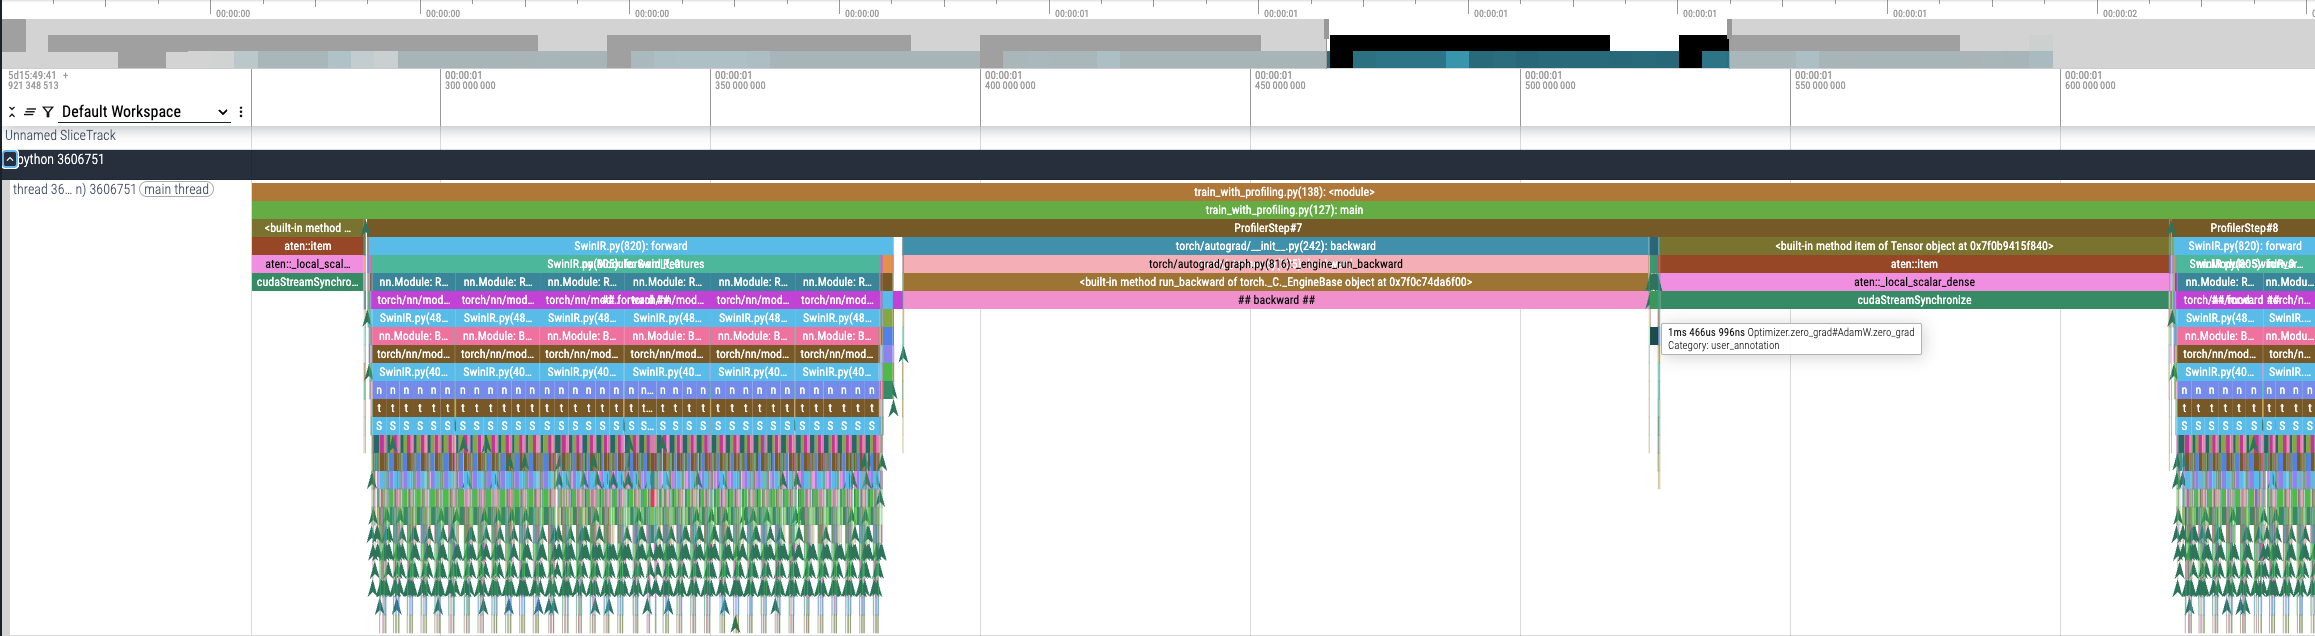 00:00:00 00:00:00 00:00:00 00:00:00 00:00:01 00:00:01 00:00:01 00:00:01 00:00:01 00:00:02
5d15:49:41 + 00:00:01 00:00:01 00:00:01 00:00:01 00:00:01 00:00:01 00:00:01
921 348 513 300 000 000 350 000 000 400 000 000 450 000 000 500 000 000 550 000 000 600 000 000
Default Workspace
Unnamed SliceTrack
python 3606751
thread 36... n) 3606751 main thread
train_with_profiling.py(138): <module>
train_with_profiling.py(127): main
<built-in method ... ProfilerStep#7 ProfilerStep#8
aten::item SwinIR.py(820): forward torch/autograd/__init__.py(242): backward <built-in method item of Tensor object at 0x7f0b9415f840> SwinIR.py(820): forward
aten::_local_scal... torch/autograd/graph.py(816): _engine_run_backward aten::item
cudaStreamSynchro... nn.Module: R... nn.Module: R... nn.Module: R... nn.Module: R... nn.Module: R... nn.Module: R... <built-in method run_backward of torch._C._EngineBase object at 0x7f0c74da6f00> aten::_local_scalar_dense nn.Module: R... nn.Modu...
torch/nn/mod... torch/nn/mod... torch/nn/mod... torch/nn/mod... torch/nn/mod... ## backward ## cudaStreamSynchronize
SwinIR.py(48... SwinIR.py(48... SwinIR.py(48... SwinIR.py(48... SwinIR.py(48... SwinIR.py(48... SwinIR.py(48... SwinIR....
1ms 466us 996ns Optimizer.zero_grad#AdamW.zero_grad
Category: user_annotation
nn.Module: B... nn.Module: B... nn.Module: B... nn.Module: B... nn.Module: B... nn.Module: B... nn.Module: B... nn.Modu...
torch/nn/mod... torch/nn/mod... torch/nn/mod... torch/nn/mod... torch/nn/mod... torch/nn/mod... torch/nn/mod... torch/n...
SwinIR.py(40... SwinIR.py(40... SwinIR.py(40... SwinIR.py(40... SwinIR.py(40... SwinIR.py(40... SwinIR.py(40... SwinIR....
n n n n n n n n n n n n n n n n n n n... n n n n n n n n n n n n n n n n n n n n n n n n n n
t t t t t t t t t t t t t t t t t t t... t t t t t t t t t t t t t t t t t t t t t t t t t t
S S S S S S S S S S S S S S S S S S S... S S S S S S S S S S S S S S S S S S S S S S S S S S